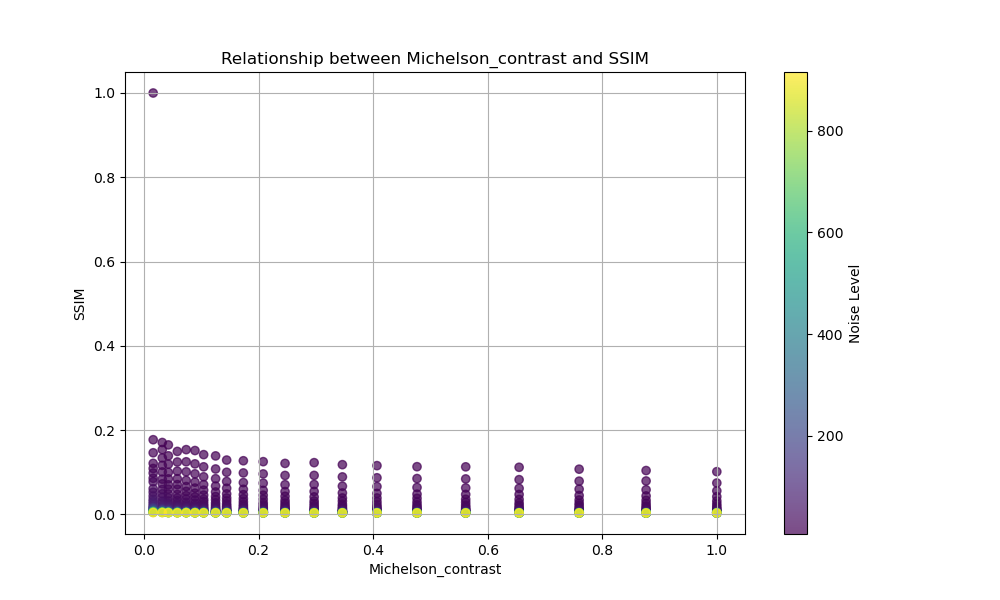 Relationship between Michelson_contrast and SSIM
1.0
0.8
0.6
0.4
0.2
0.0
SSIM
0.0 0.2 0.4 0.6 0.8 1.0
Michelson_contrast
800
600
400
200
Noise Level